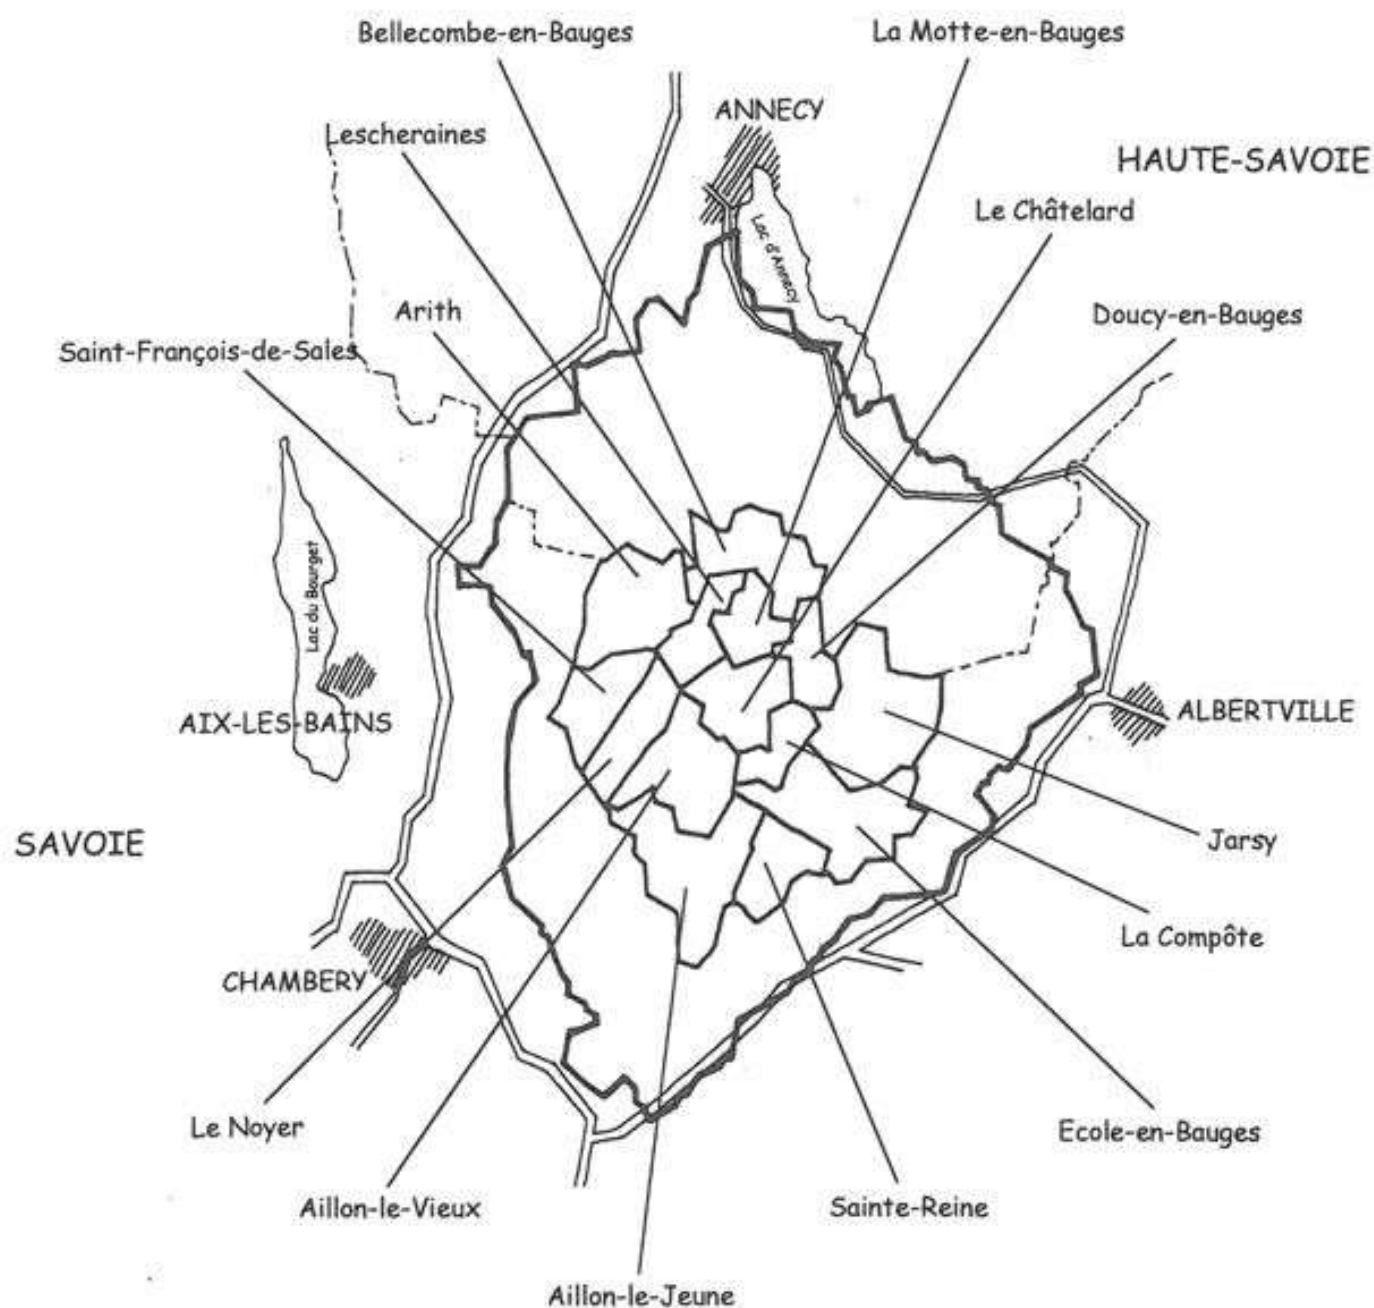 Bellecombe-en-Bauges
La Motte-en-Bauges
ANNECY
Lescheraines
HAUTE-SAVOIE
Le Châtelard
Lac d'Annecy
Arith
Doucy-en-Bauges
Saint-François-de-Sales
Lac du Bourget
AIX-LES-BAINS
ALBERTVILLE
SAVOIE
Jarsy
La Compôte
CHAMBERY
Le Noyer
Ecole-en-Bauges
Aillon-le-Vieux
Sainte-Reine
Aillon-le-Jeune